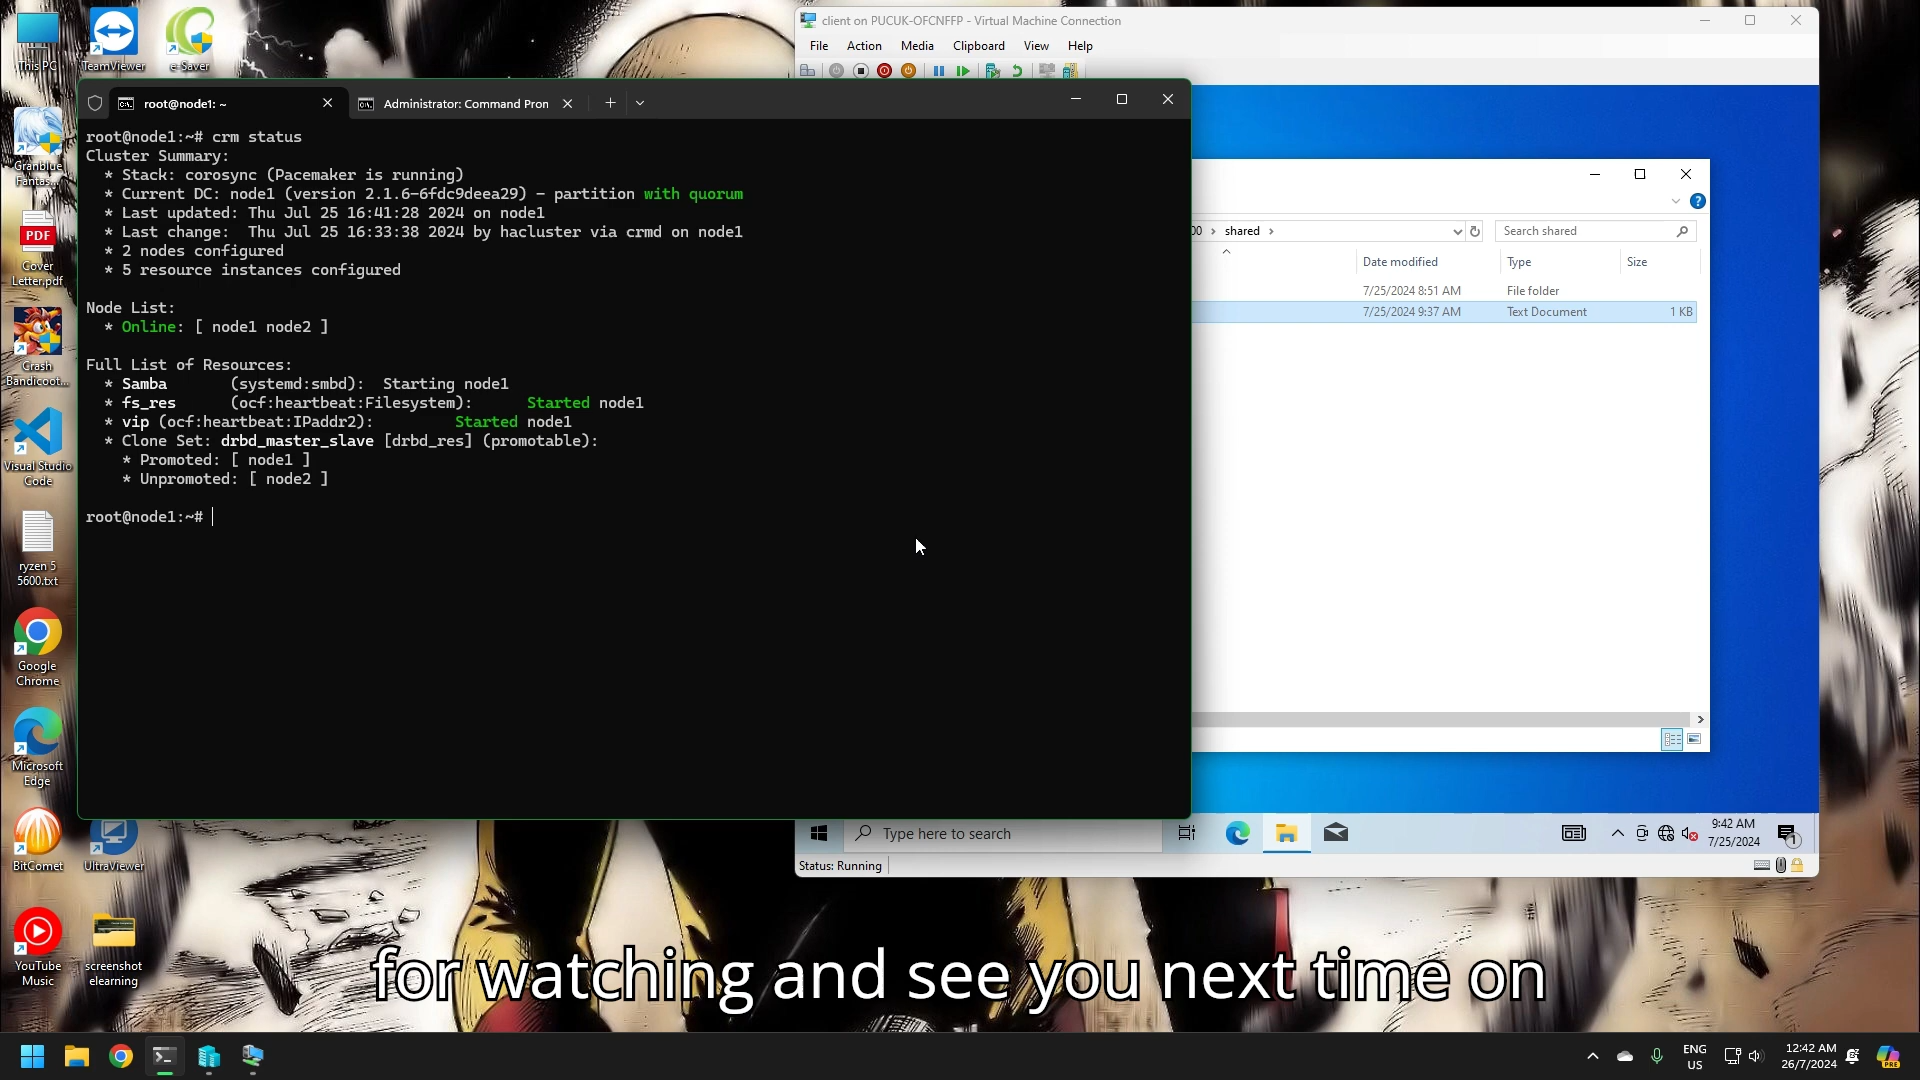 This PC
TeamViewer
e-Saver
Granblue
Fantas...
PDF
Cover
Letter.pdf
Crash
Bandicoot...
Visual Studio
Code
ryzen 5
5600.txt
Google
Chrome
Microsoft
Edge
BitComet
UltraViewer
YouTube
Music
screenshot
elearning
client on PUCUK-OFCNFFP - Virtual Machine Connection
File Action Media Clipboard View Help
root@node1: ~
Administrator: Command Pron
root@node1:~# crm status
Cluster Summary:
* Stack: corosync (Pacemaker is running)
* Current DC: node1 (version 2.1.6-6fdc9deea29) - partition with quorum
* Last updated: Thu Jul 25 16:41:28 2024 on node1
* Last change:  Thu Jul 25 16:33:38 2024 by hacluster via crmd on node1
* 2 nodes configured
* 5 resource instances configured
Node List:
* Online: [ node1 node2 ]
Full List of Resources:
* Samba (systemd:smbd): Starting node1
* fs_res (ocf:heartbeat:Filesystem): Started node1
* vip (ocf:heartbeat:IPaddr2): Started node1
* Clone Set: drbd_master_slave [drbd_res] (promotable):
* Promoted: [ node1 ]
* Unpromoted: [ node2 ]
root@node1:~#
00 > shared >
Search shared
Date modified Type Size
7/25/2024 8:51 AM File folder
7/25/2024 9:37 AM Text Document 1 KB
Type here to search
9:42 AM
7/25/2024
1
Status: Running
for watching and see you next time on
ENG
US
12:42 AM
26/7/2024
PRE